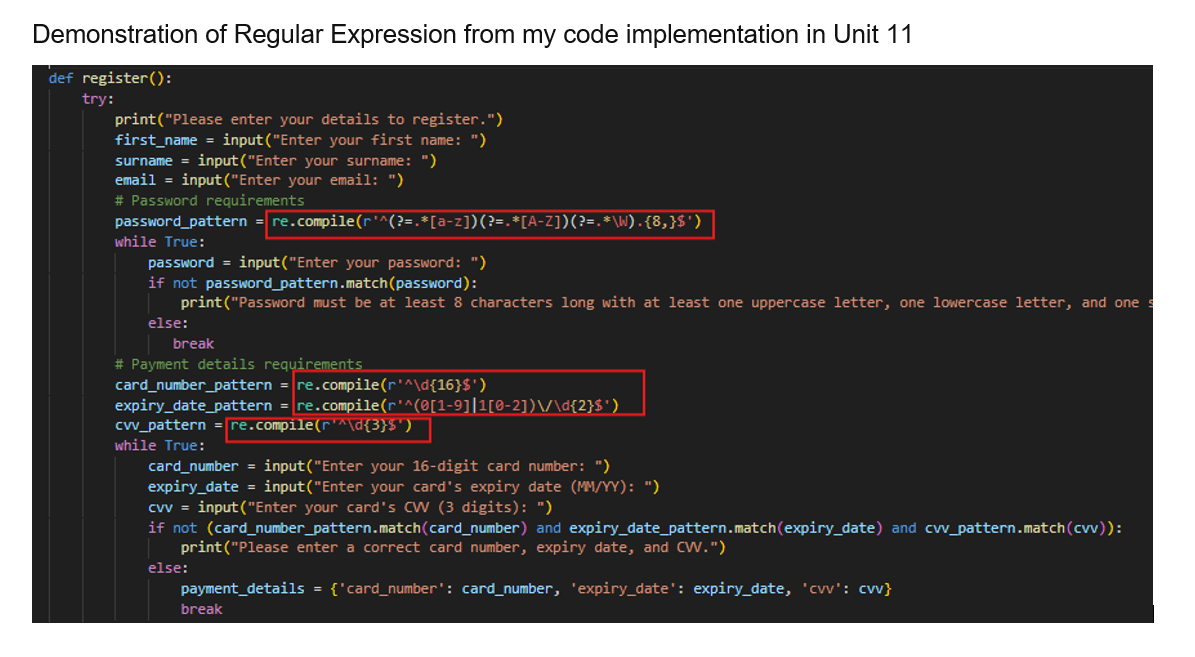 Demonstration of Regular Expression from my code implementation in Unit 11
def register():
try:
print("Please enter your details to register.")
first_name = input("Enter your first name: ")
surname = input("Enter your surname: ")
email = input("Enter your email: ")
# Password requirements
password_pattern = re.compile(r'^(?=.*[a-z])(?=.*[A-Z])(?=.*\W).{8,}$')
while True:
password = input("Enter your password: ")
if not password_pattern.match(password):
print("Password must be at least 8 characters long with at least one uppercase letter, one lowercase letter, and one s
else:
break
# Payment details requirements
card_number_pattern = re.compile(r'^\d{16}$')
expiry_date_pattern = re.compile(r'^(0[1-9]|1[0-2])\/\d{2}$')
cvv_pattern = re.compile(r'^\d{3}$')
while True:
card_number = input("Enter your 16-digit card number: ")
expiry_date = input("Enter your card's expiry date (MM/YY): ")
cvv = input("Enter your card's CVV (3 digits): ")
if not (card_number_pattern.match(card_number) and expiry_date_pattern.match(expiry_date) and cvv_pattern.match(cvv)):
print("Please enter a correct card number, expiry date, and CVV.")
else:
payment_details = {'card_number': card_number, 'expiry_date': expiry_date, 'cvv': cvv}
break